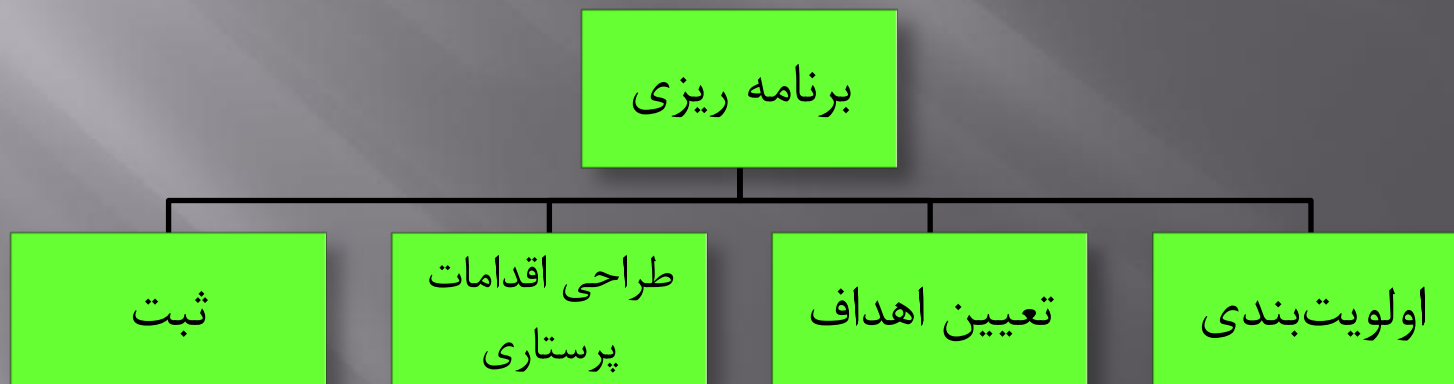 برنامه ریزی
اولویت‌بندی
تعیین اهداف
طراحی اقدامات
پرستاری
ثبت